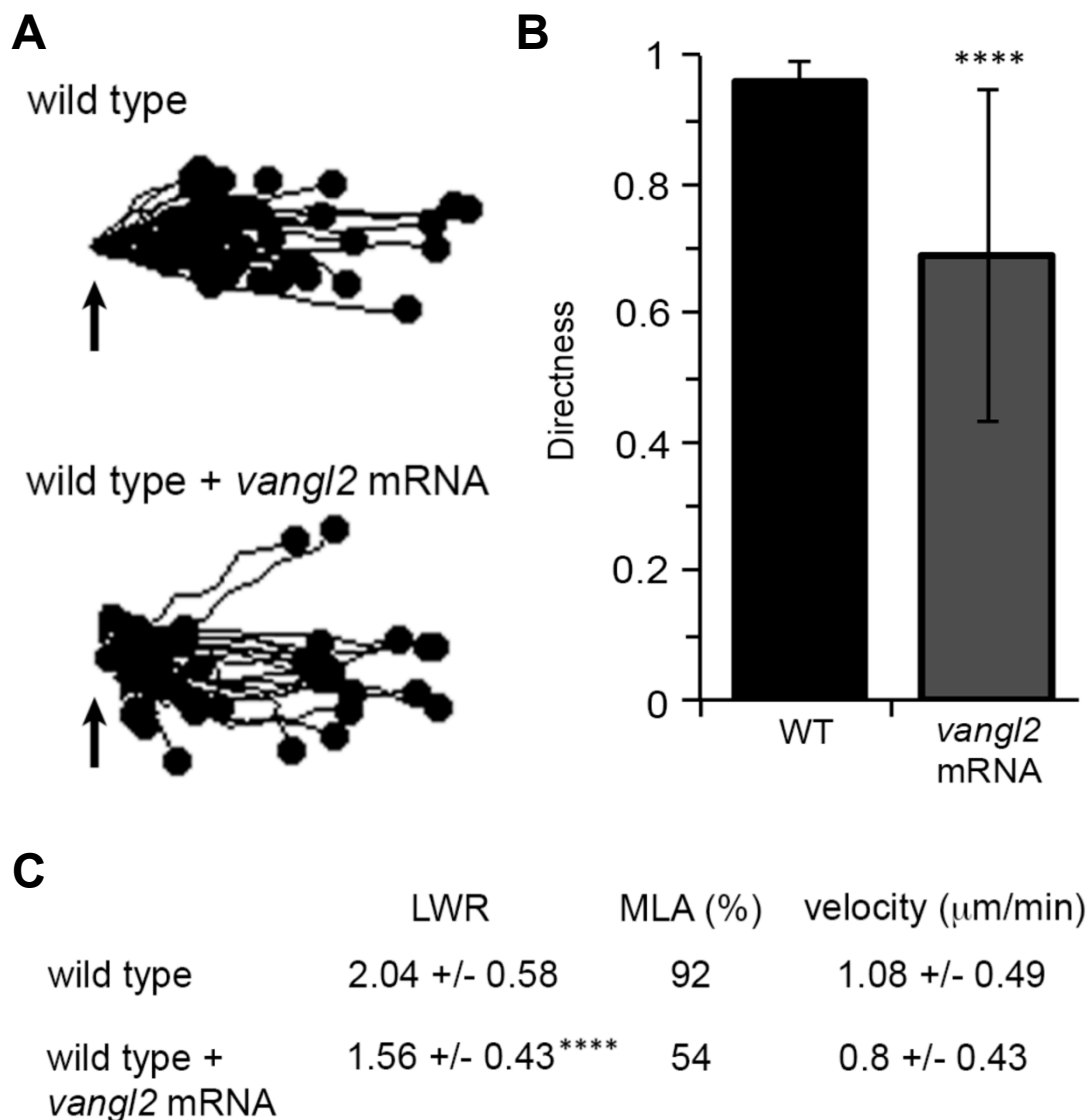 A
wild type
wild type + vangl2 mRNA
B
1
0.8
0.6
0.4
0.2
0
Directness
****
WT
vangl2
mRNA
C
LWR MLA (%) velocity (μm/min)
wild type 2.04 +/- 0.58 92 1.08 +/- 0.49
wild type + 1.56 +/- 0.43**** 54 0.8 +/- 0.43
vangl2 mRNA